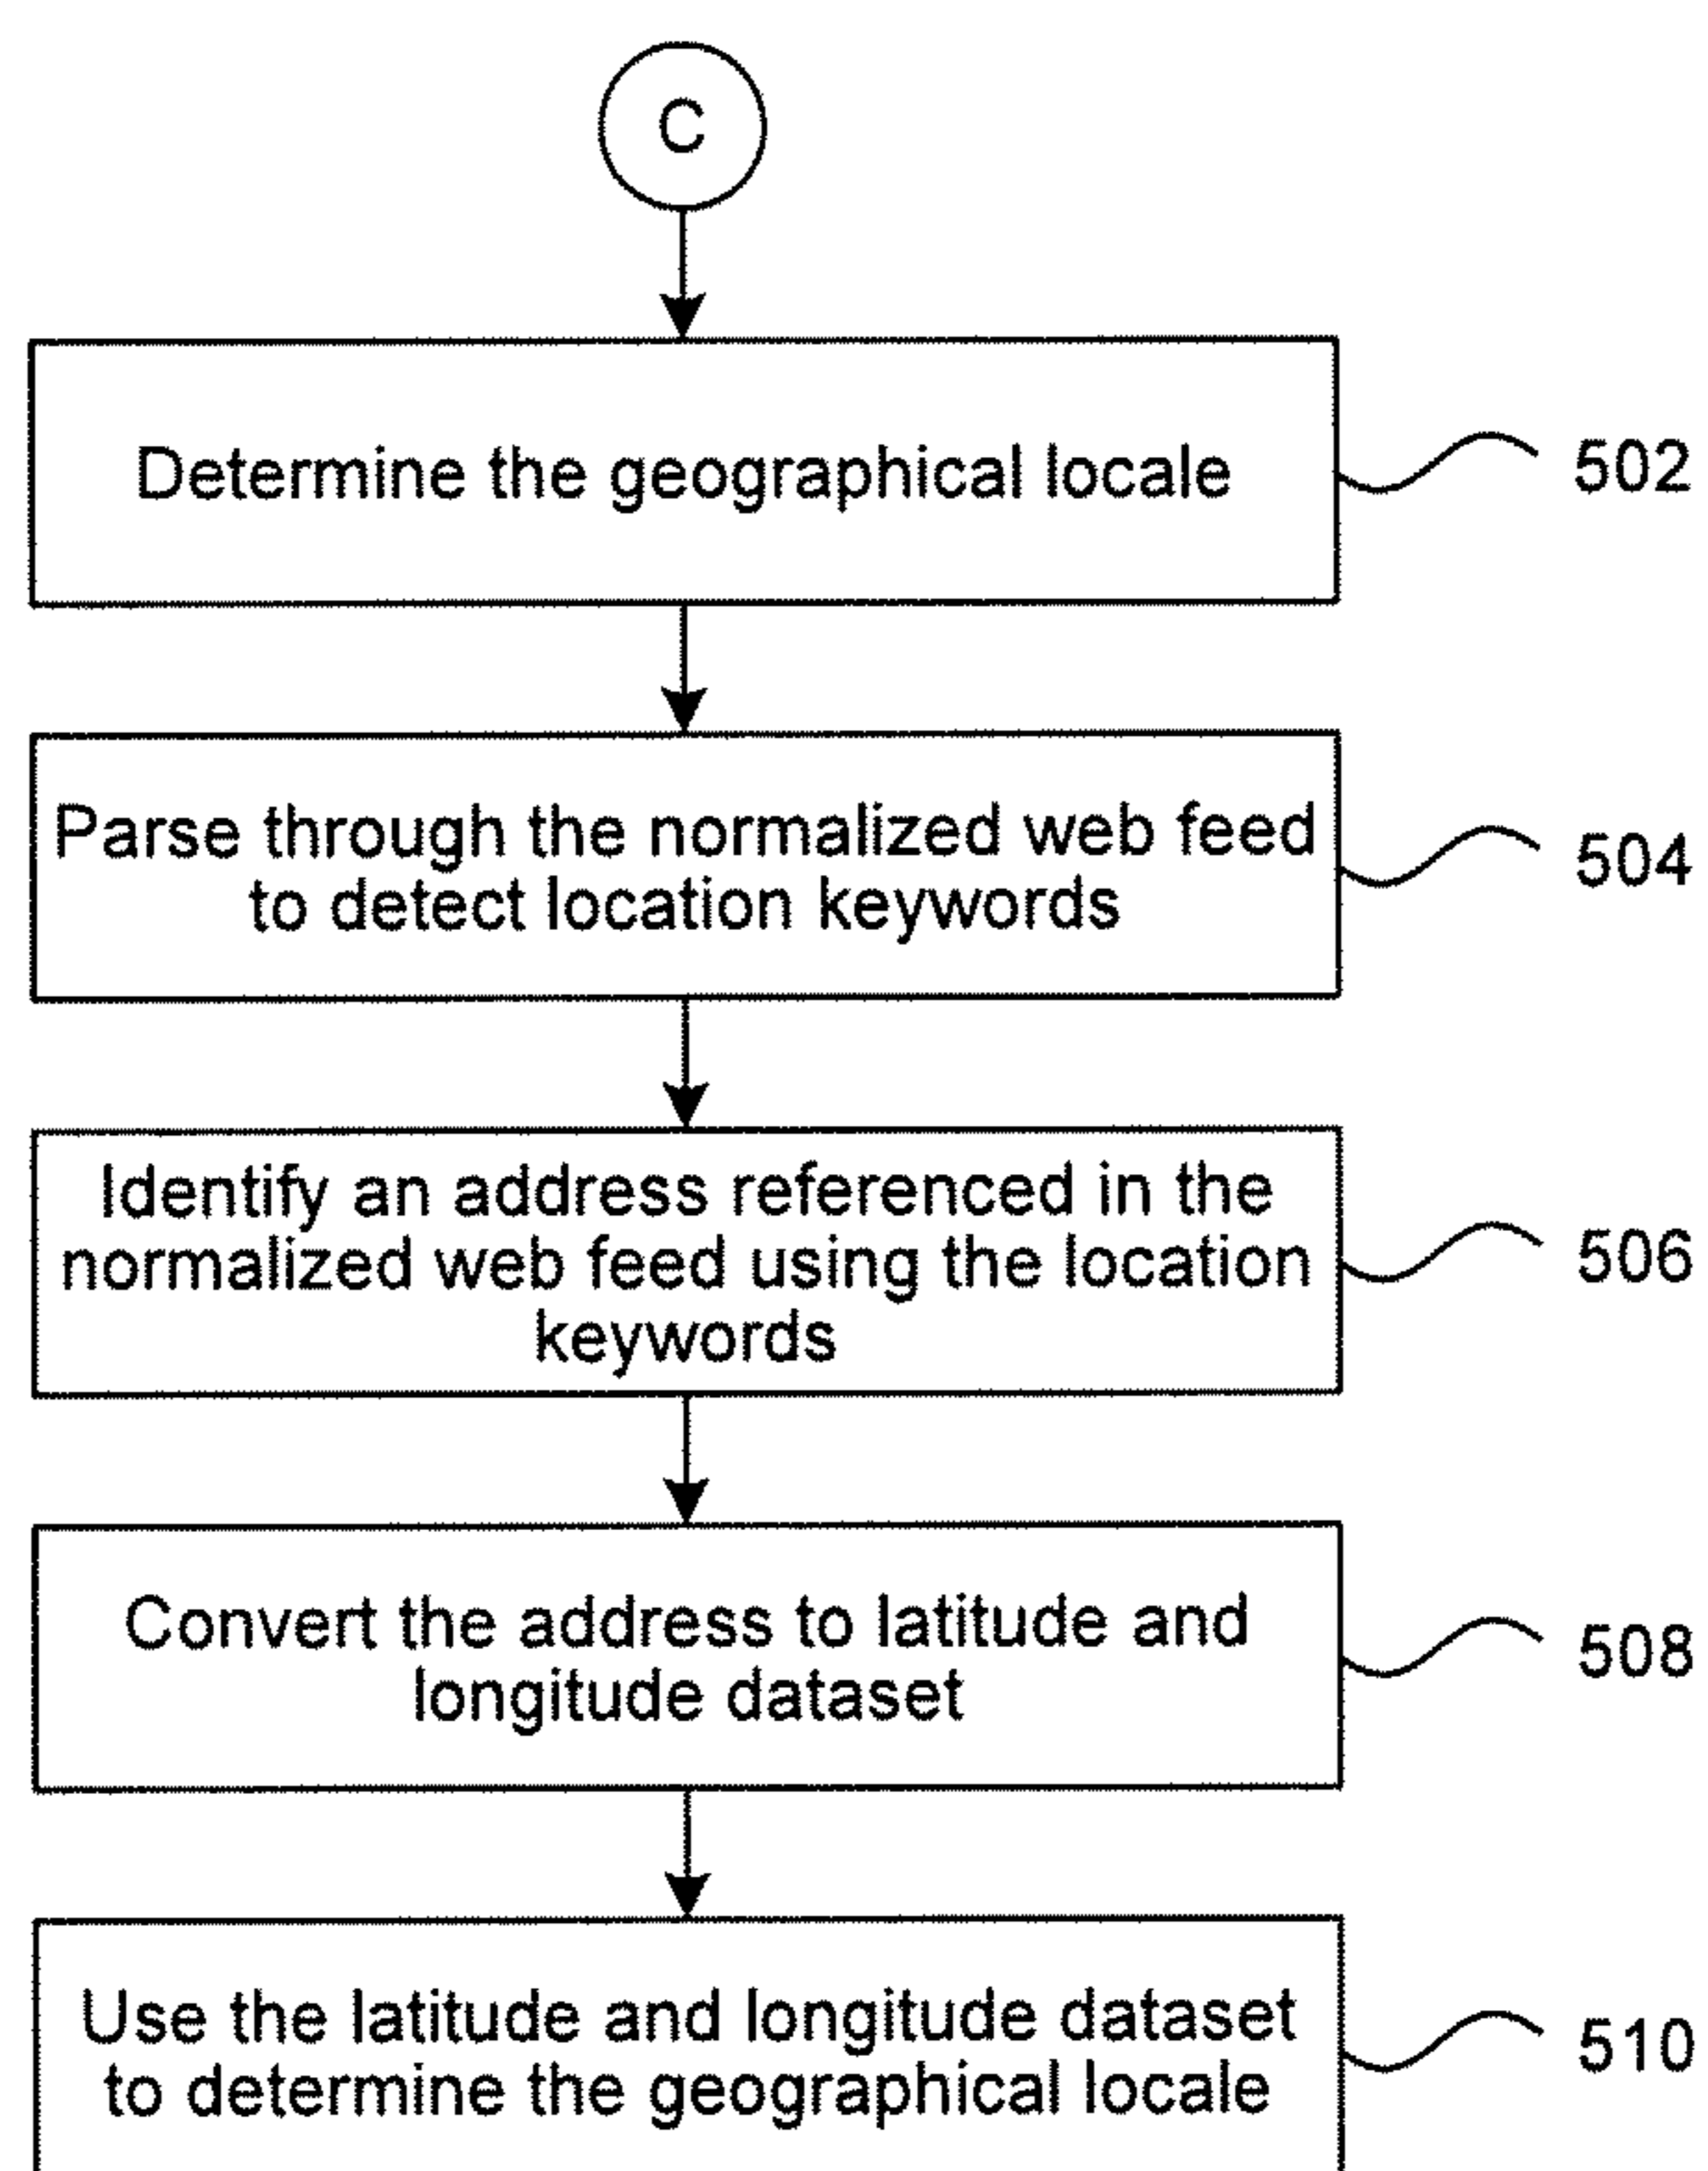 C
Determine the geographical locale
502
Parse through the normalized web feed
to detect location keywords
504
Identify an address referenced in the
normalized web feed using the location
keywords
506
Convert the address to latitude and
longitude dataset
508
Use the latitude and longitude dataset
to determine the geographical locale
510